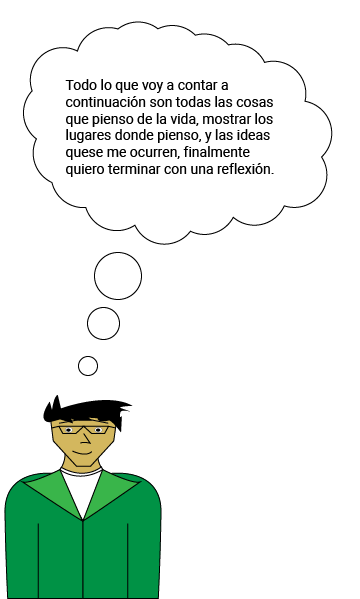 Todo lo que voy a contar a
continuación son todas las cosas
que pienso de la vida, mostrar los
lugares donde pienso, y las ideas
quese me ocurren, finalmente
quiero terminar con una reflexión.